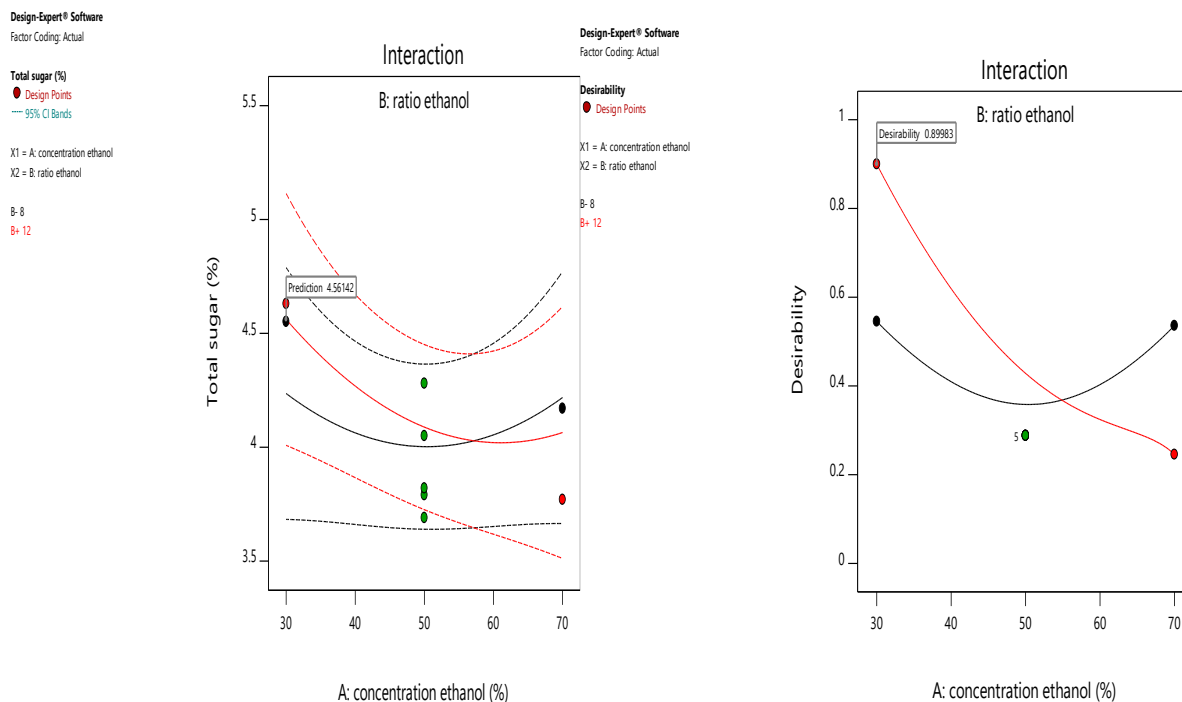 Design-Expert® Software
Factor Coding: Actual
Total sugar (%)
Design Points
95% CI Bands
X1 = A: concentration ethanol
X2 = B: ratio ethanol
B- 8
B+ 12
Interaction
B: ratio ethanol
5.5
5
4.5
4
3.5
Total sugar (%)
Prediction 4.56142
30
40
50
60
70
A: concentration ethanol (%)
Design-Expert® Software
Factor Coding: Actual
Desirability
Design Points
X1 = A: concentration ethanol
X2 = B: ratio ethanol
B- 8
B+ 12
Interaction
B: ratio ethanol
1
0.8
0.6
0.4
0.2
0
Desirability
Desirability 0.89983
5
30
40
50
60
70
A: concentration ethanol (%)